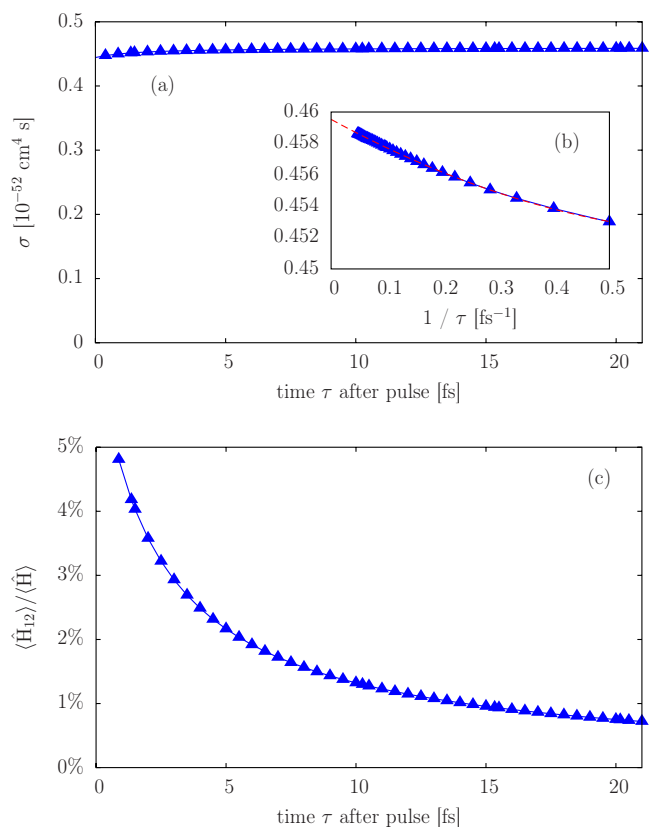 0.5
0.4
0.3
0.2
0.1
0
σ [10⁻⁵² cm⁴ s]
(a)
0.46
0.458
0.456
0.454
0.452
0.45
(b)
0 0.1 0.2 0.3 0.4 0.5
1 / τ [fs⁻¹]
0 5 10 15 20
time τ after pulse [fs]
5%
4%
3%
2%
1%
0%
⟨Ĥ₁₂⟩/⟨Ĥ⟩
(c)
0 5 10 15 20
time τ after pulse [fs]